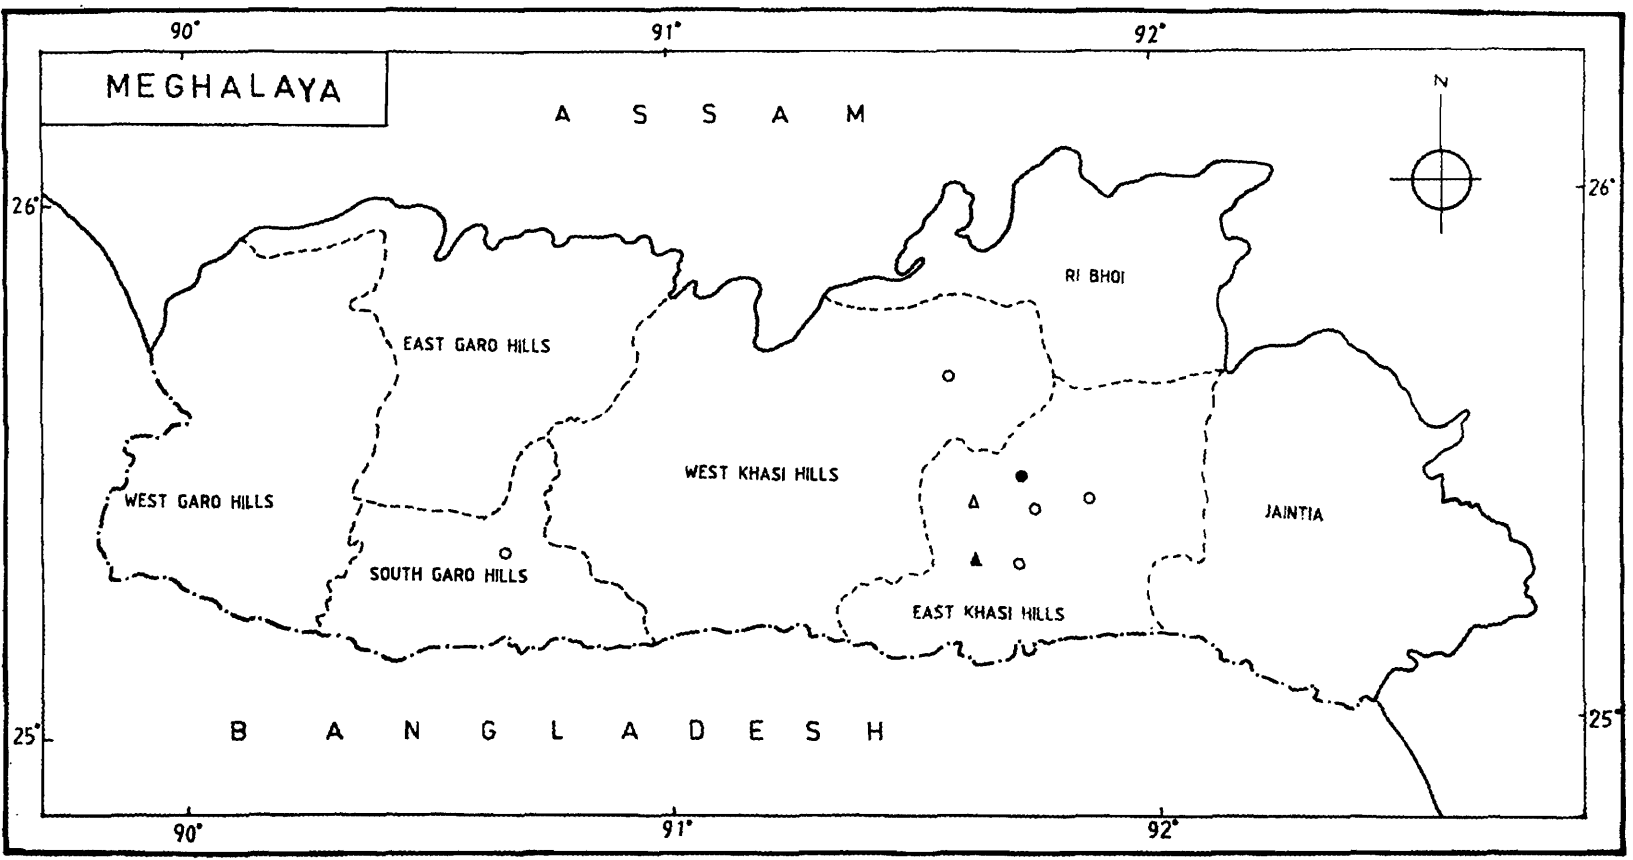 90° 91° 92°
MEGHALAYA
A S S A M
N
26° 26°
RI BHOI
EAST GARO HILLS
WEST KHASI HILLS
WEST GARO HILLS
JAINTIA
SOUTH GARO HILLS
EAST KHASI HILLS
25° 25°
B A N G L A D E S H
90° 91° 92°